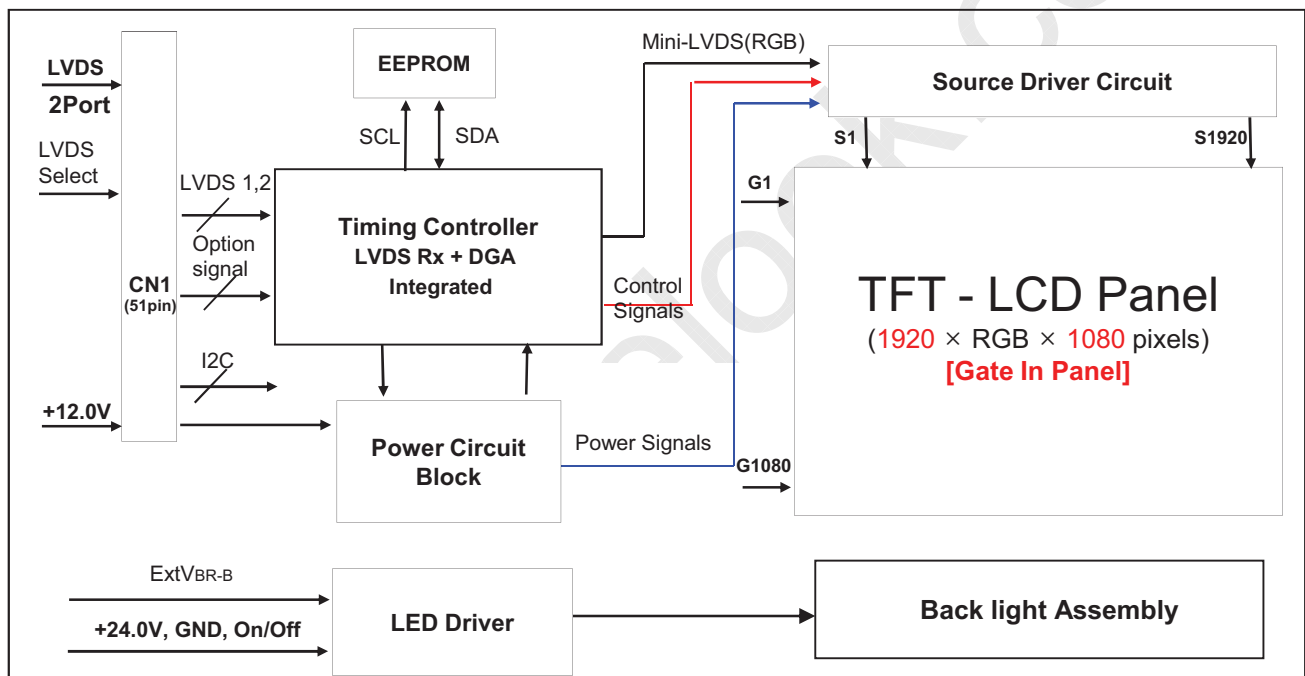 LVDS
2Port
LVDS
Select
+12.0V
CN1
(51pin)
LVDS 1,2
Option
signal
I2C
EEPROM
SCL
SDA
Timing Controller
LVDS Rx + DGA
Integrated
Power Circuit
Block
Mini-LVDS(RGB)
Control
Signals
Power Signals
Source Driver Circuit
S1
S1920
G1
G1080
TFT - LCD Panel
(1920 × RGB × 1080 pixels)
[Gate In Panel]
ExtVBR-B
+24.0V, GND, On/Off
LED Driver
Back light Assembly